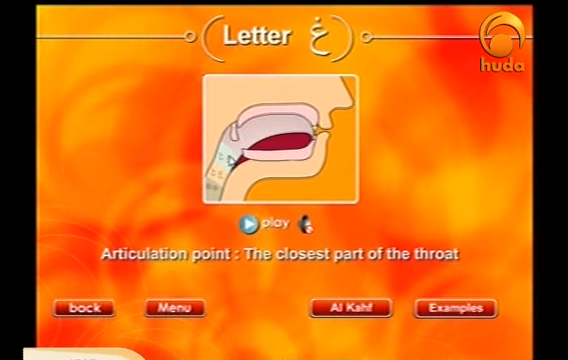 Letter غ
huda
play
Articulation point : The closest part of the throat
back
Menu
Al Kahf
Examples